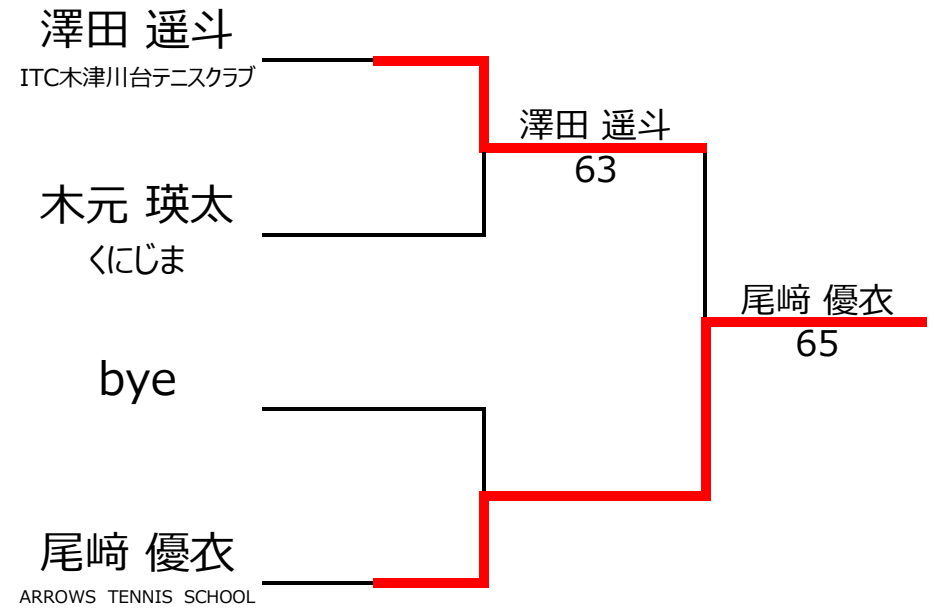 澤田 遥斗
ITC木津川台テニスクラブ
澤田 遥斗
63
木元 瑛太
くにじま
尾﨑 優衣
65
bye
尾﨑 優衣
ARROWS TENNIS SCHOOL